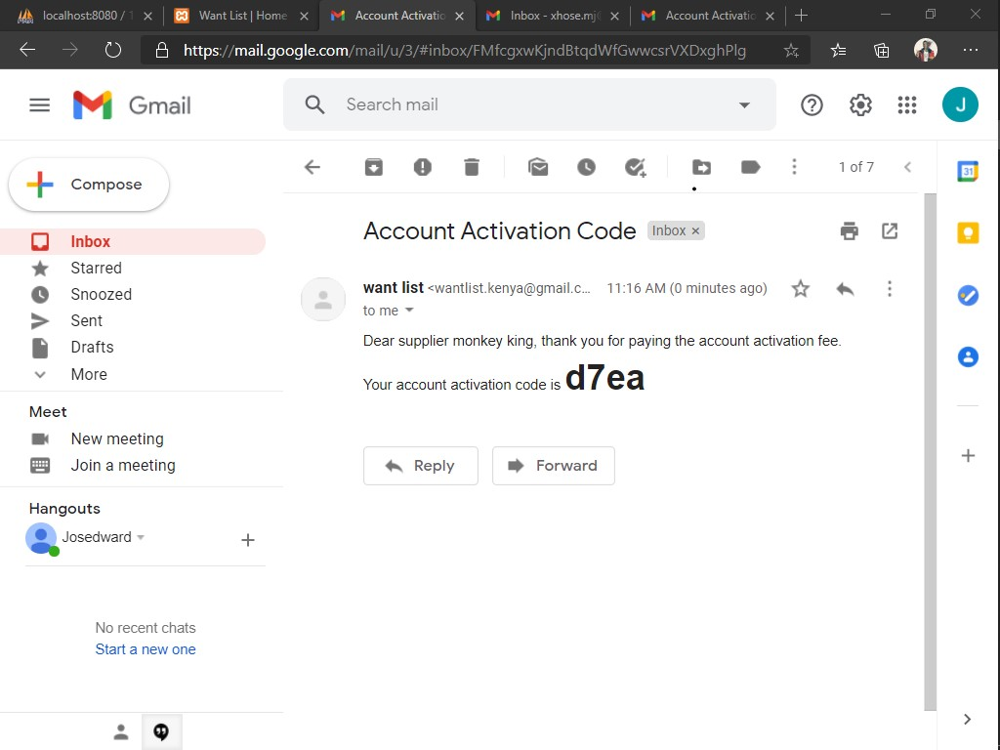 localhost:8080 / 1
Want List | Home
Account Activatio
Inbox - xhose.mj@
Account Activatio
https://mail.google.com/mail/u/3/#inbox/FMfcgxwKjndBtqdWfGwwcsrVXDxghPlg
Gmail
Search mail
J
Compose
1 of 7
31
Inbox
Starred
Snoozed
Sent
Drafts
More
Account Activation Code
Inbox ×
want list <wantlist.kenya@gmail.c... 11:16 AM (0 minutes ago)
to me
Dear supplier monkey king, thank you for paying the account activation fee.
Your account activation code is d7ea
Reply
Forward
Meet
New meeting
Join a meeting
Hangouts
Josedward
No recent chats
Start a new one